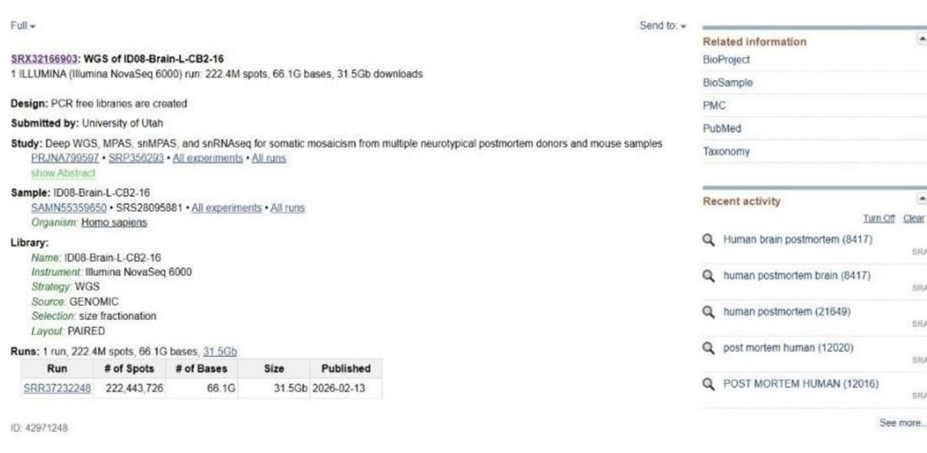 Full
Send to:
SRX32166903: WGS of ID08-Brain-L-CB2-16
1 ILLUMINA (Illumina NovaSeq 6000) run: 222.4M spots, 66.1G bases, 31.5Gb downloads
Design: PCR free libraries are created
Submitted by: University of Utah
Study: Deep WGS, MPAS, snMPAS, and snRNAseq for somatic mosaicism from multiple neurotypical postmortem donors and mouse samples
PRJNA799597 • SRP356293 • All experiments • All runs
show Abstract
Sample: ID08-Brain-L-CB2-16
SAMN55359650 • SRS28095881 • All experiments • All runs
Organism: Homo sapiens
Library:
Name: ID08-Brain-L-CB2-16
Instrument: Illumina NovaSeq 6000
Strategy: WGS
Source: GENOMIC
Selection: size fractionation
Layout: PAIRED
Runs: 1 run, 222.4M spots, 66.1G bases, 31.5Gb
Run # of Spots # of Bases Size Published
SRR37232248 222,443,726 66.1G 31.5Gb 2026-02-13
ID: 42971248
Related information
BioProject
BioSample
PMC
PubMed
Taxonomy
Recent activity
Turn Off Clear
Human brain postmortem (8417)
SRA
human postmortem brain (8417)
SRA
human postmortem (21649)
SRA
post mortem human (12020)
SRA
POST MORTEM HUMAN (12016)
SRA
See more...